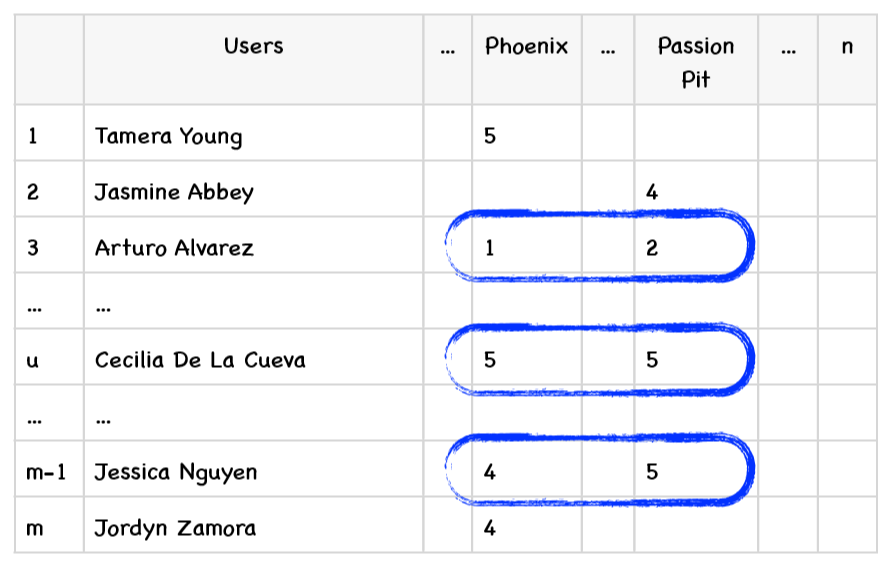 Users ... Phoenix ... Passion Pit ... n
1 Tamera Young 5
2 Jasmine Abbey 4
3 Arturo Alvarez 1 2
... ...
u Cecilia De La Cueva 5 5
... ...
m-1 Jessica Nguyen 4 5
m Jordyn Zamora 4